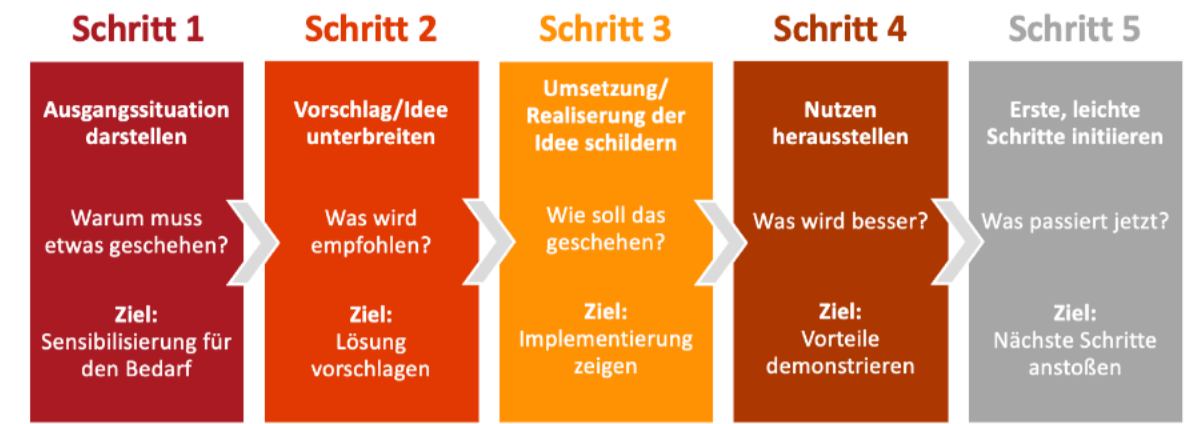 Schritt 1
Ausgangssituation
darstellen
Warum muss
etwas geschehen?
Ziel:
Sensibilisierung für
den Bedarf
Schritt 2
Vorschlag/Idee
unterbreiten
Was wird
empfohlen?
Ziel:
Lösung
vorschlagen
Schritt 3
Umsetzung/
Realiserung der
Idee schildern
Wie soll das
geschehen?
Ziel:
Implementierung
zeigen
Schritt 4
Nutzen
herausstellen
Was wird besser?
Ziel:
Vorteile
demonstrieren
Schritt 5
Erste, leichte
Schritte initiieren
Was passiert jetzt?
Ziel:
Nächste Schritte
anstoßen